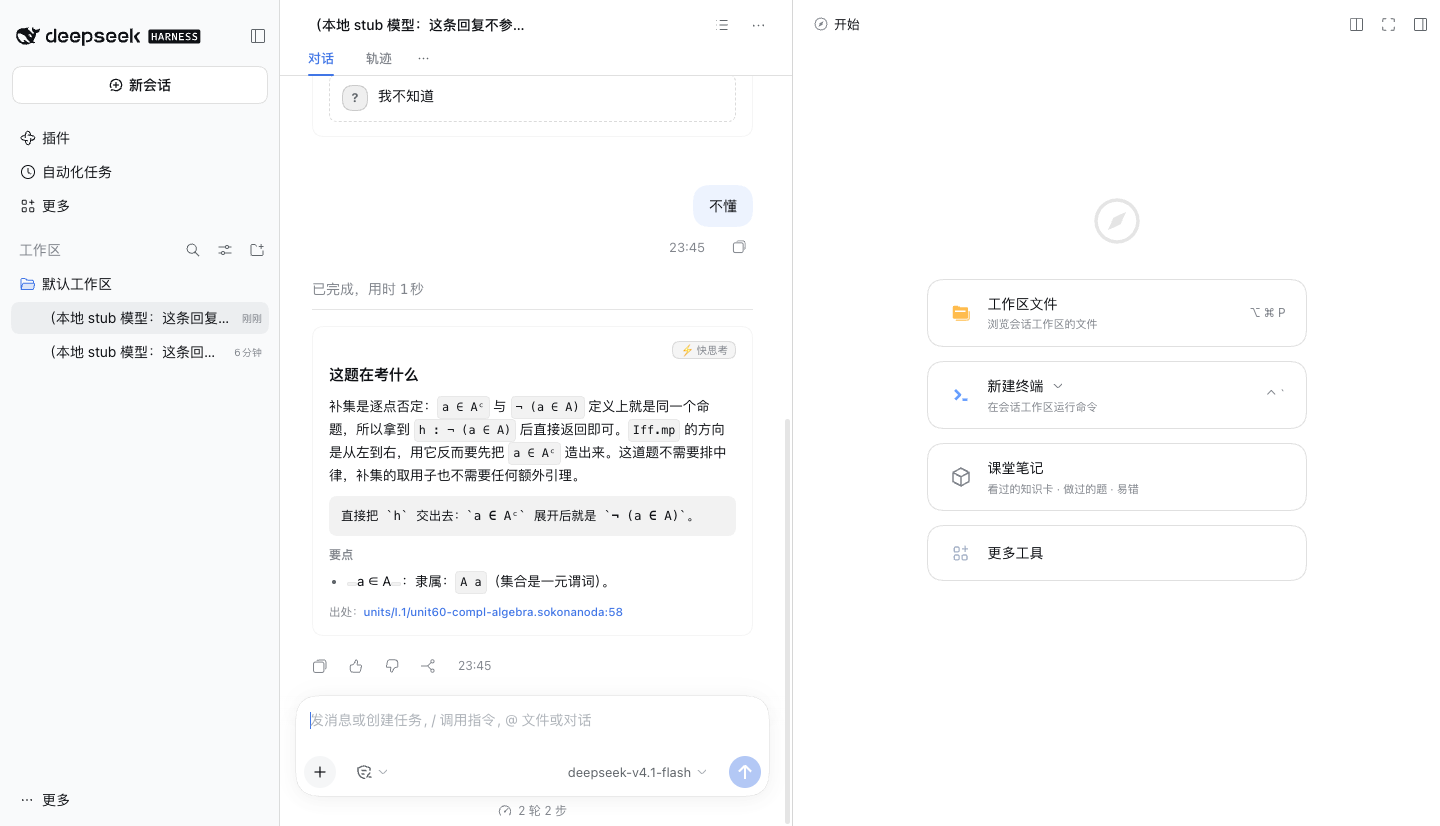 deepseek HARNESS
新会话
插件
自动化任务
更多
工作区
默认工作区
（本地 stub 模型：这条回复... 刚刚
（本地 stub 模型：这条回... 6 分钟
... 更多
（本地 stub 模型：这条回复不参...
对话 轨迹 ...
? 我不知道
不懂
23:45
已完成，用时 1 秒
⚡ 快思考
这题在考什么
补集是逐点否定： a ∈ Aᶜ 与 ¬ (a ∈ A) 定义上就是同一个命
题，所以拿到 h : ¬ (a ∈ A) 后直接返回即可。 Iff.mp 的方向
是从左到右，用它反而要先把 a ∈ Aᶜ 造出来。这道题不需要排中
律，补集的取用子也不需要任何额外引理。
直接把 `h` 交出去：`a ∈ Aᶜ` 展开后就是 `¬ (a ∈ A)`。
要点
• a ∈ A ： 隶属： A a （集合是一元谓词）。
出处： units/I.1/unit60-compl-algebra.sokonanoda:58
23:45
发消息或创建任务，/ 调用指令，@ 文件或对话
deepseek-v4.1-flash
2 轮 2 步
开始
工作区文件
浏览会话工作区的文件
⌥ ⌘ P
新建终端
在会话工作区运行命令
⌃ `
课堂笔记
看过的知识卡 · 做过的题 · 易错
更多工具